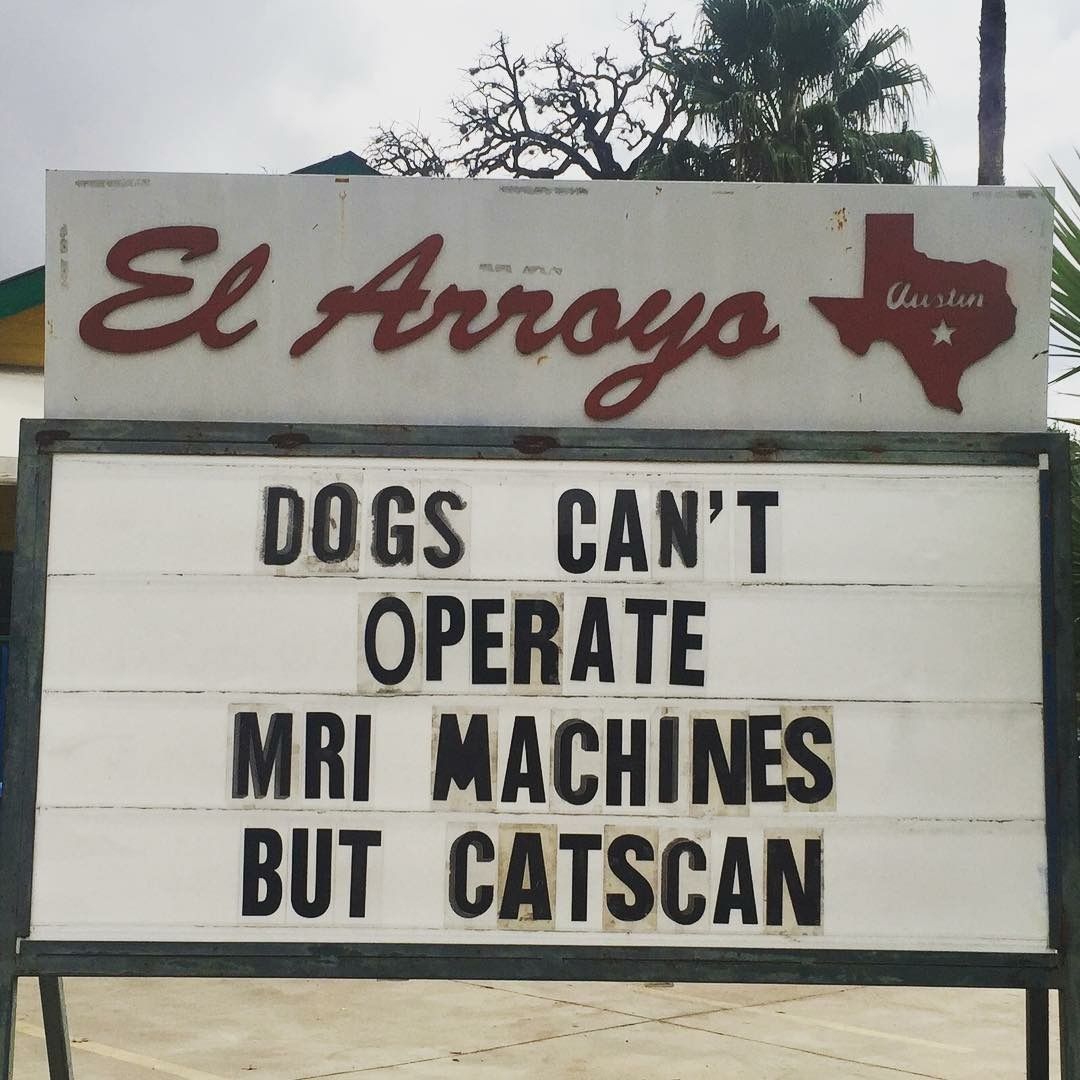 El Arroyo
Austin
DOGS CAN'T
OPERATE
MRI MACHINES
BUT CATSCAN